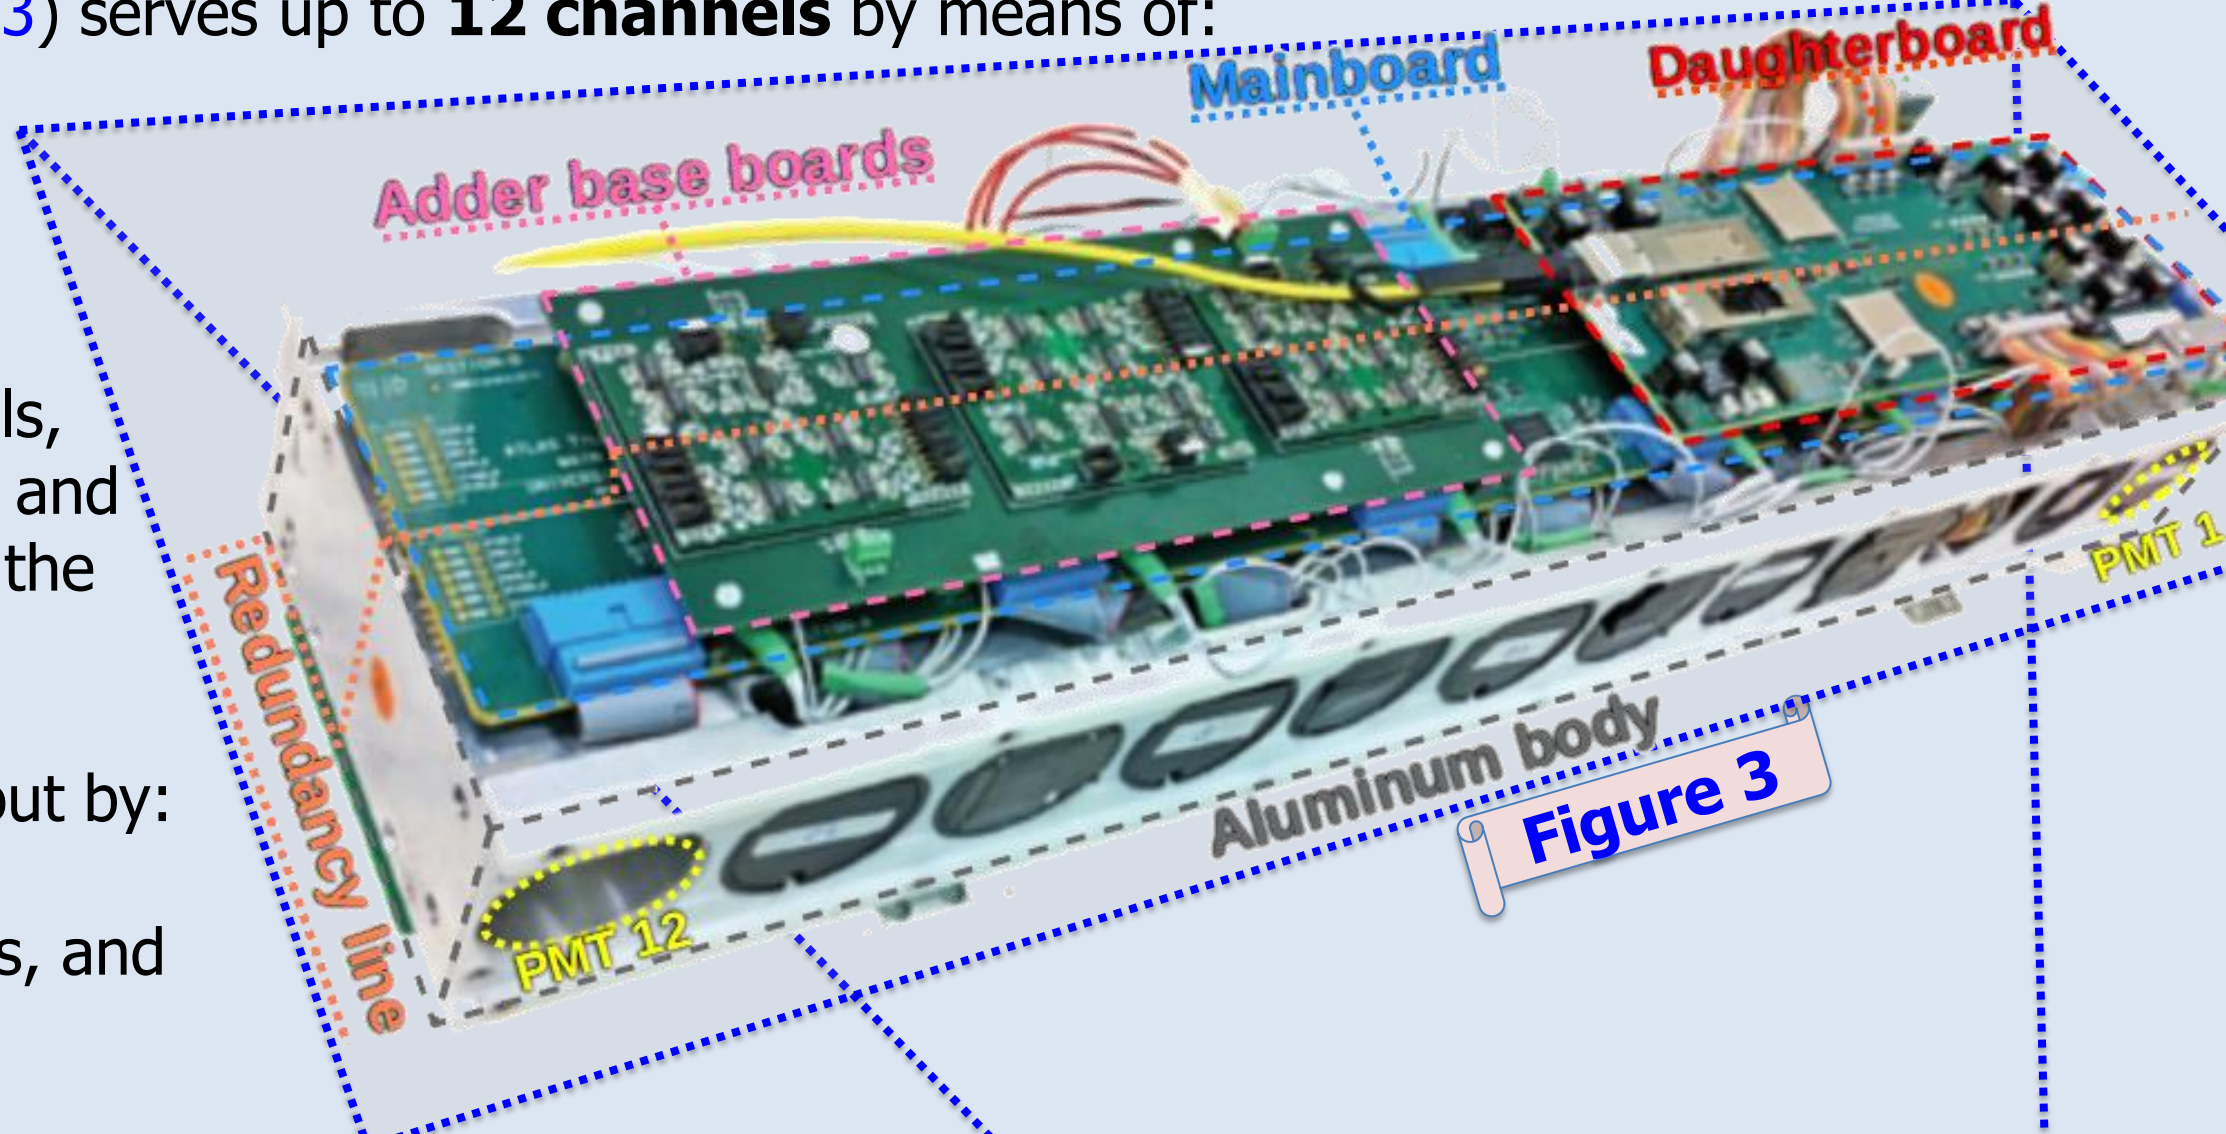 3) serves up to 12 channels by means of:
Mainboard
Daughterboard
Adder base boards
ls,
and
the
PMT 1
Redundancy line
Aluminum body
Figure 3
out by:
PMT 12
s, and